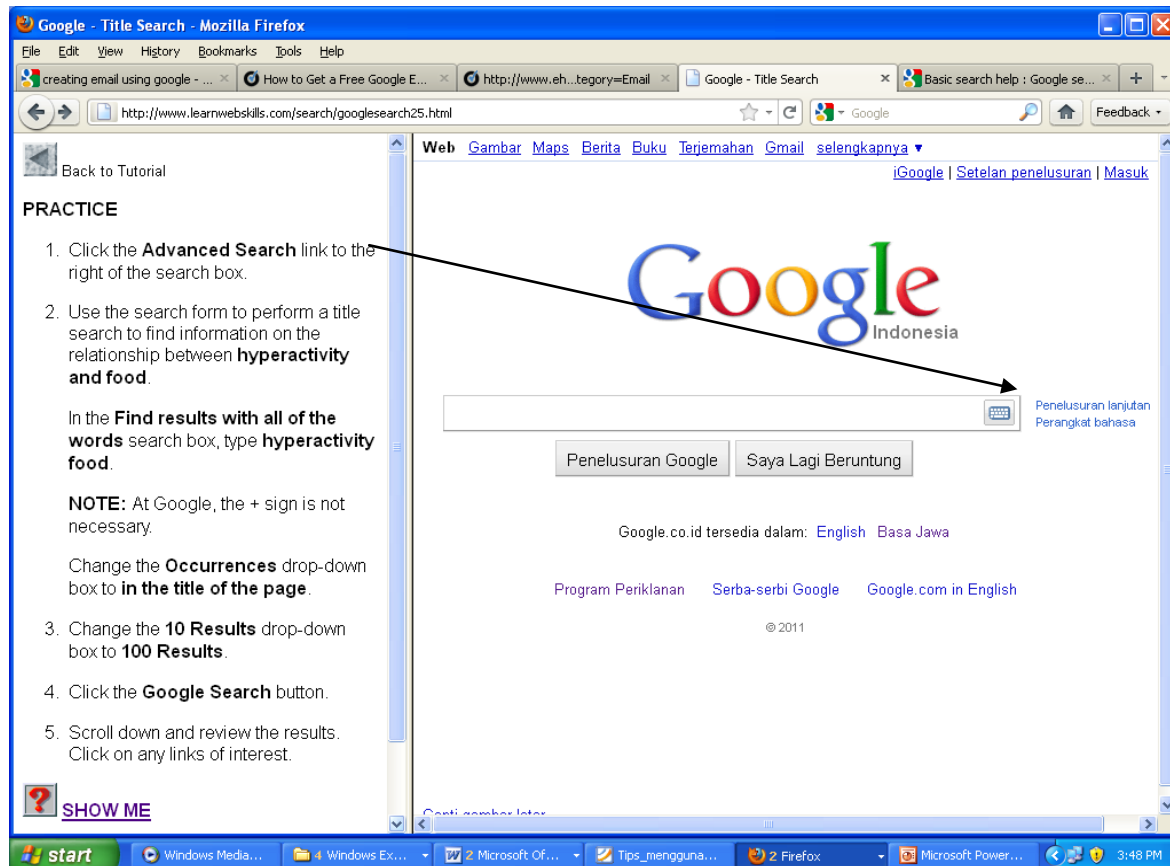 Google - Title Search - Mozilla Firefox
File Edit View History Bookmarks Tools Help
creating email using google - ...
How to Get a Free Google E...
http://www.eh...tegory=Email
Google - Title Search
Basic search help : Google se...
http://www.learnwebskills.com/search/googlesearch25.html
Google
Feedback
Back to Tutorial
PRACTICE
1. Click the Advanced Search link to the
right of the search box.
2. Use the search form to perform a title
search to find information on the
relationship between hyperactivity
and food.
In the Find results with all of the
words search box, type hyperactivity
food.
NOTE: At Google, the + sign is not
necessary.
Change the Occurrences drop-down
box to in the title of the page.
3. Change the 10 Results drop-down
box to 100 Results.
4. Click the Google Search button.
5. Scroll down and review the results.
Click on any links of interest.
SHOW ME
Web Gambar Maps Berita Buku Terjemahan Gmail selengkapnya ▼
iGoogle | Setelan penelusuran | Masuk
Google
Indonesia
Penelusuran lanjutan
Perangkat bahasa
Penelusuran Google Saya Lagi Beruntung
Google.co.id tersedia dalam: English Basa Jawa
Program Periklanan Serba-serbi Google Google.com in English
© 2011
Ganti gambar latar
start Windows Media... 4 Windows Ex... 2 Microsoft Of... Tips_mengguna... 2 Firefox Microsoft Power... 3:48 PM